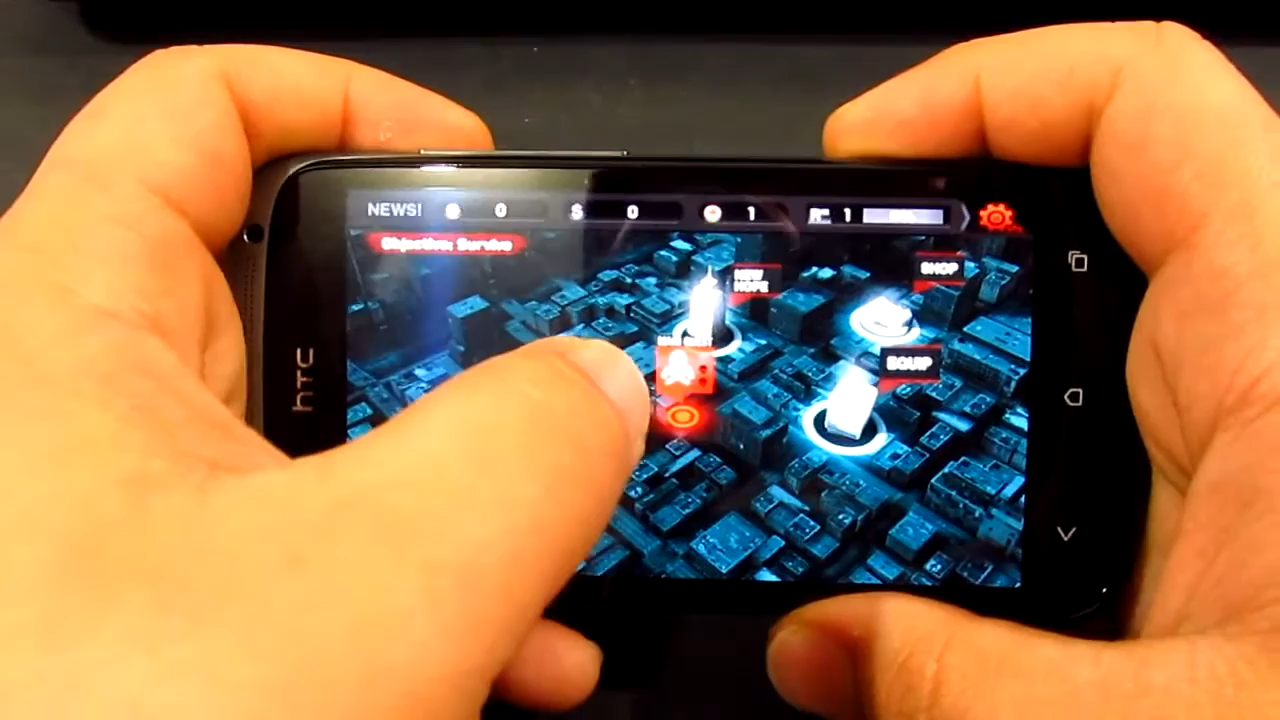 NEWS! 0 $ 0 1 1
Objective: Survive
NEW
HOPE
SHOP
EQUIP
hTC